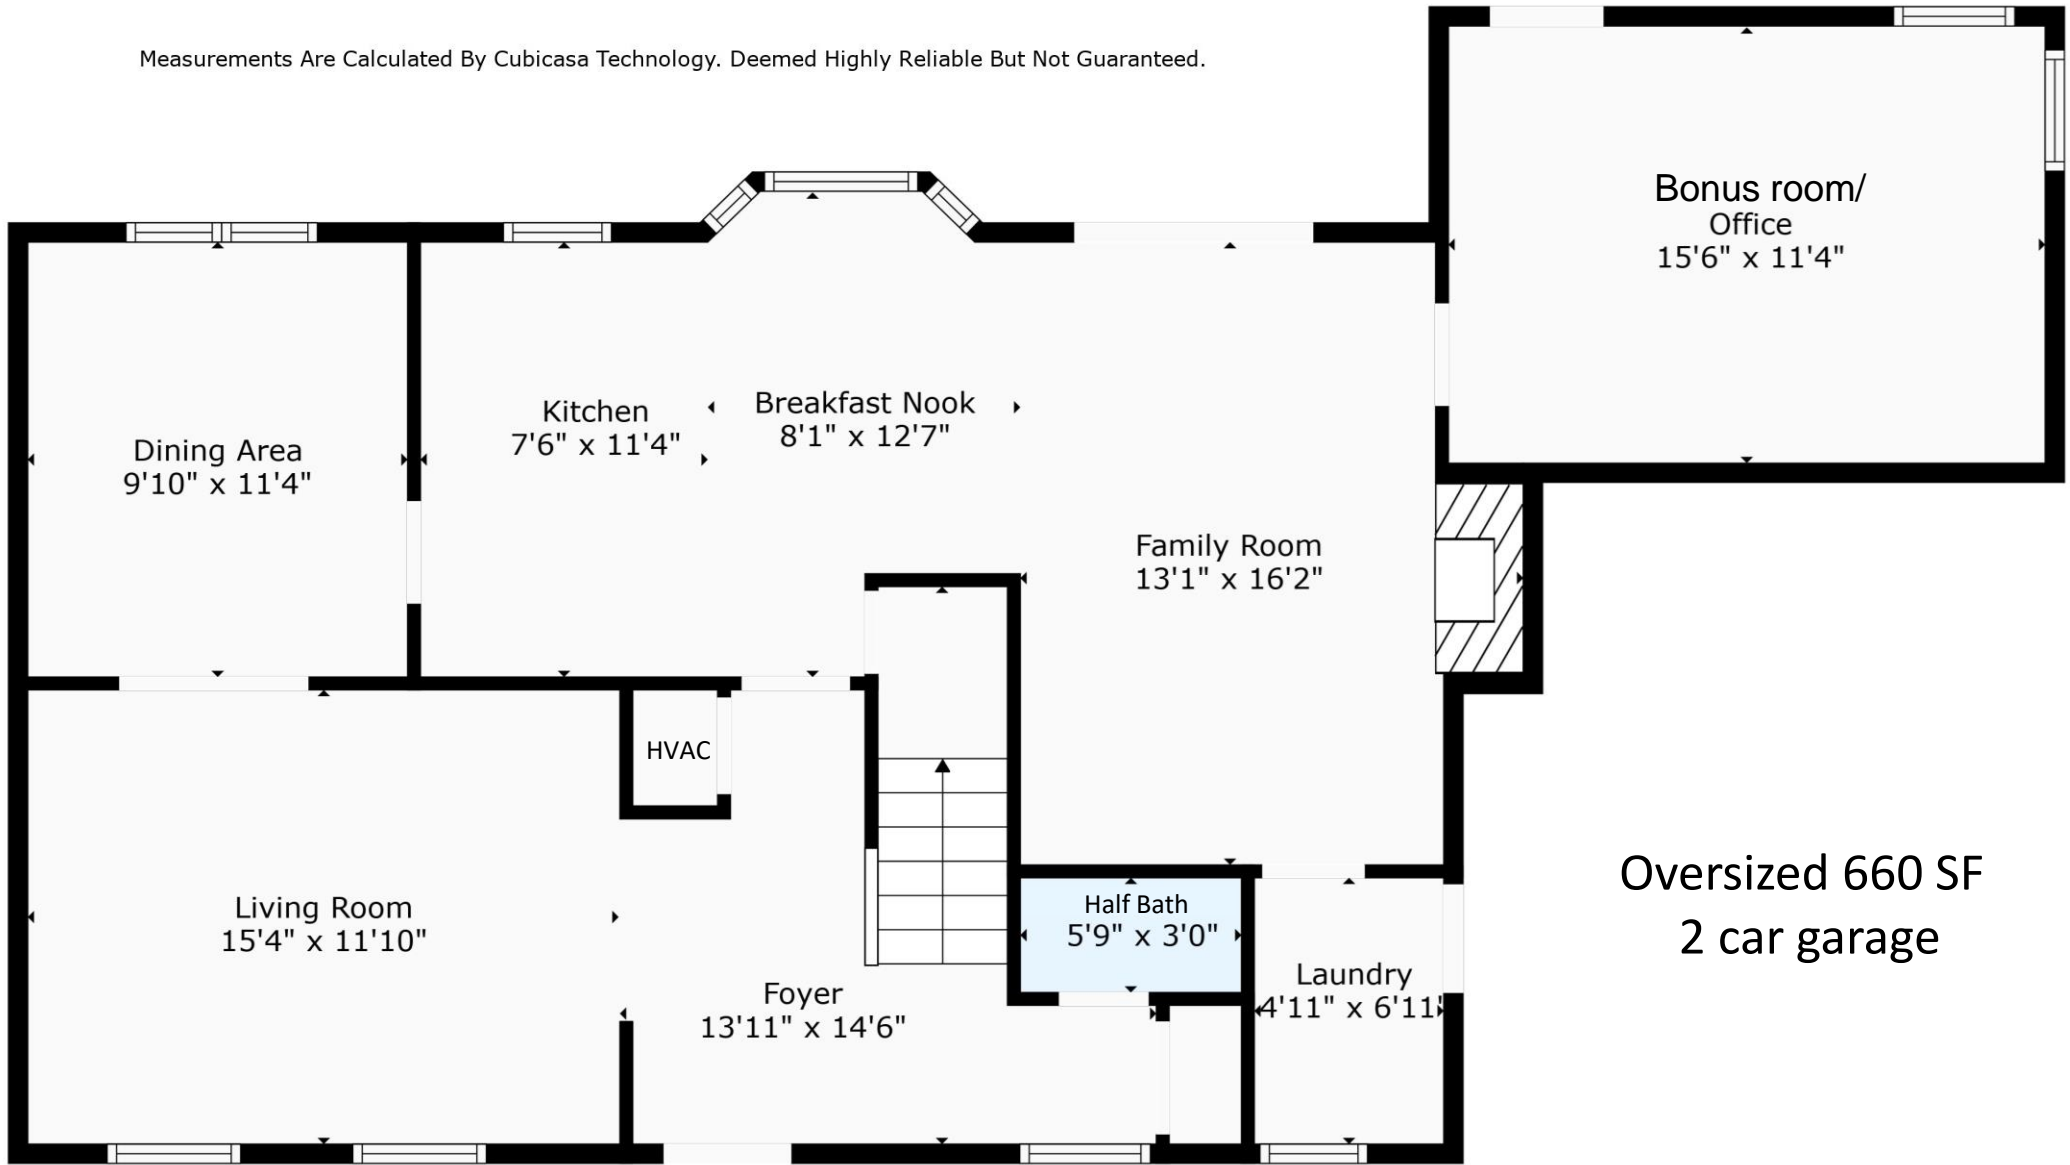 Measurements Are Calculated By Cubicasa Technology. Deemed Highly Reliable But Not Guaranteed.
Bonus room/
Office
15'6" x 11'4"
Kitchen
7'6" x 11'4"
Breakfast Nook
8'1" x 12'7"
Dining Area
9'10" x 11'4"
Family Room
13'1" x 16'2"
HVAC
Living Room
15'4" x 11'10"
Half Bath
5'9" x 3'0"
Foyer
13'11" x 14'6"
Laundry
4'11" x 6'11'
Oversized 660 SF
2 car garage